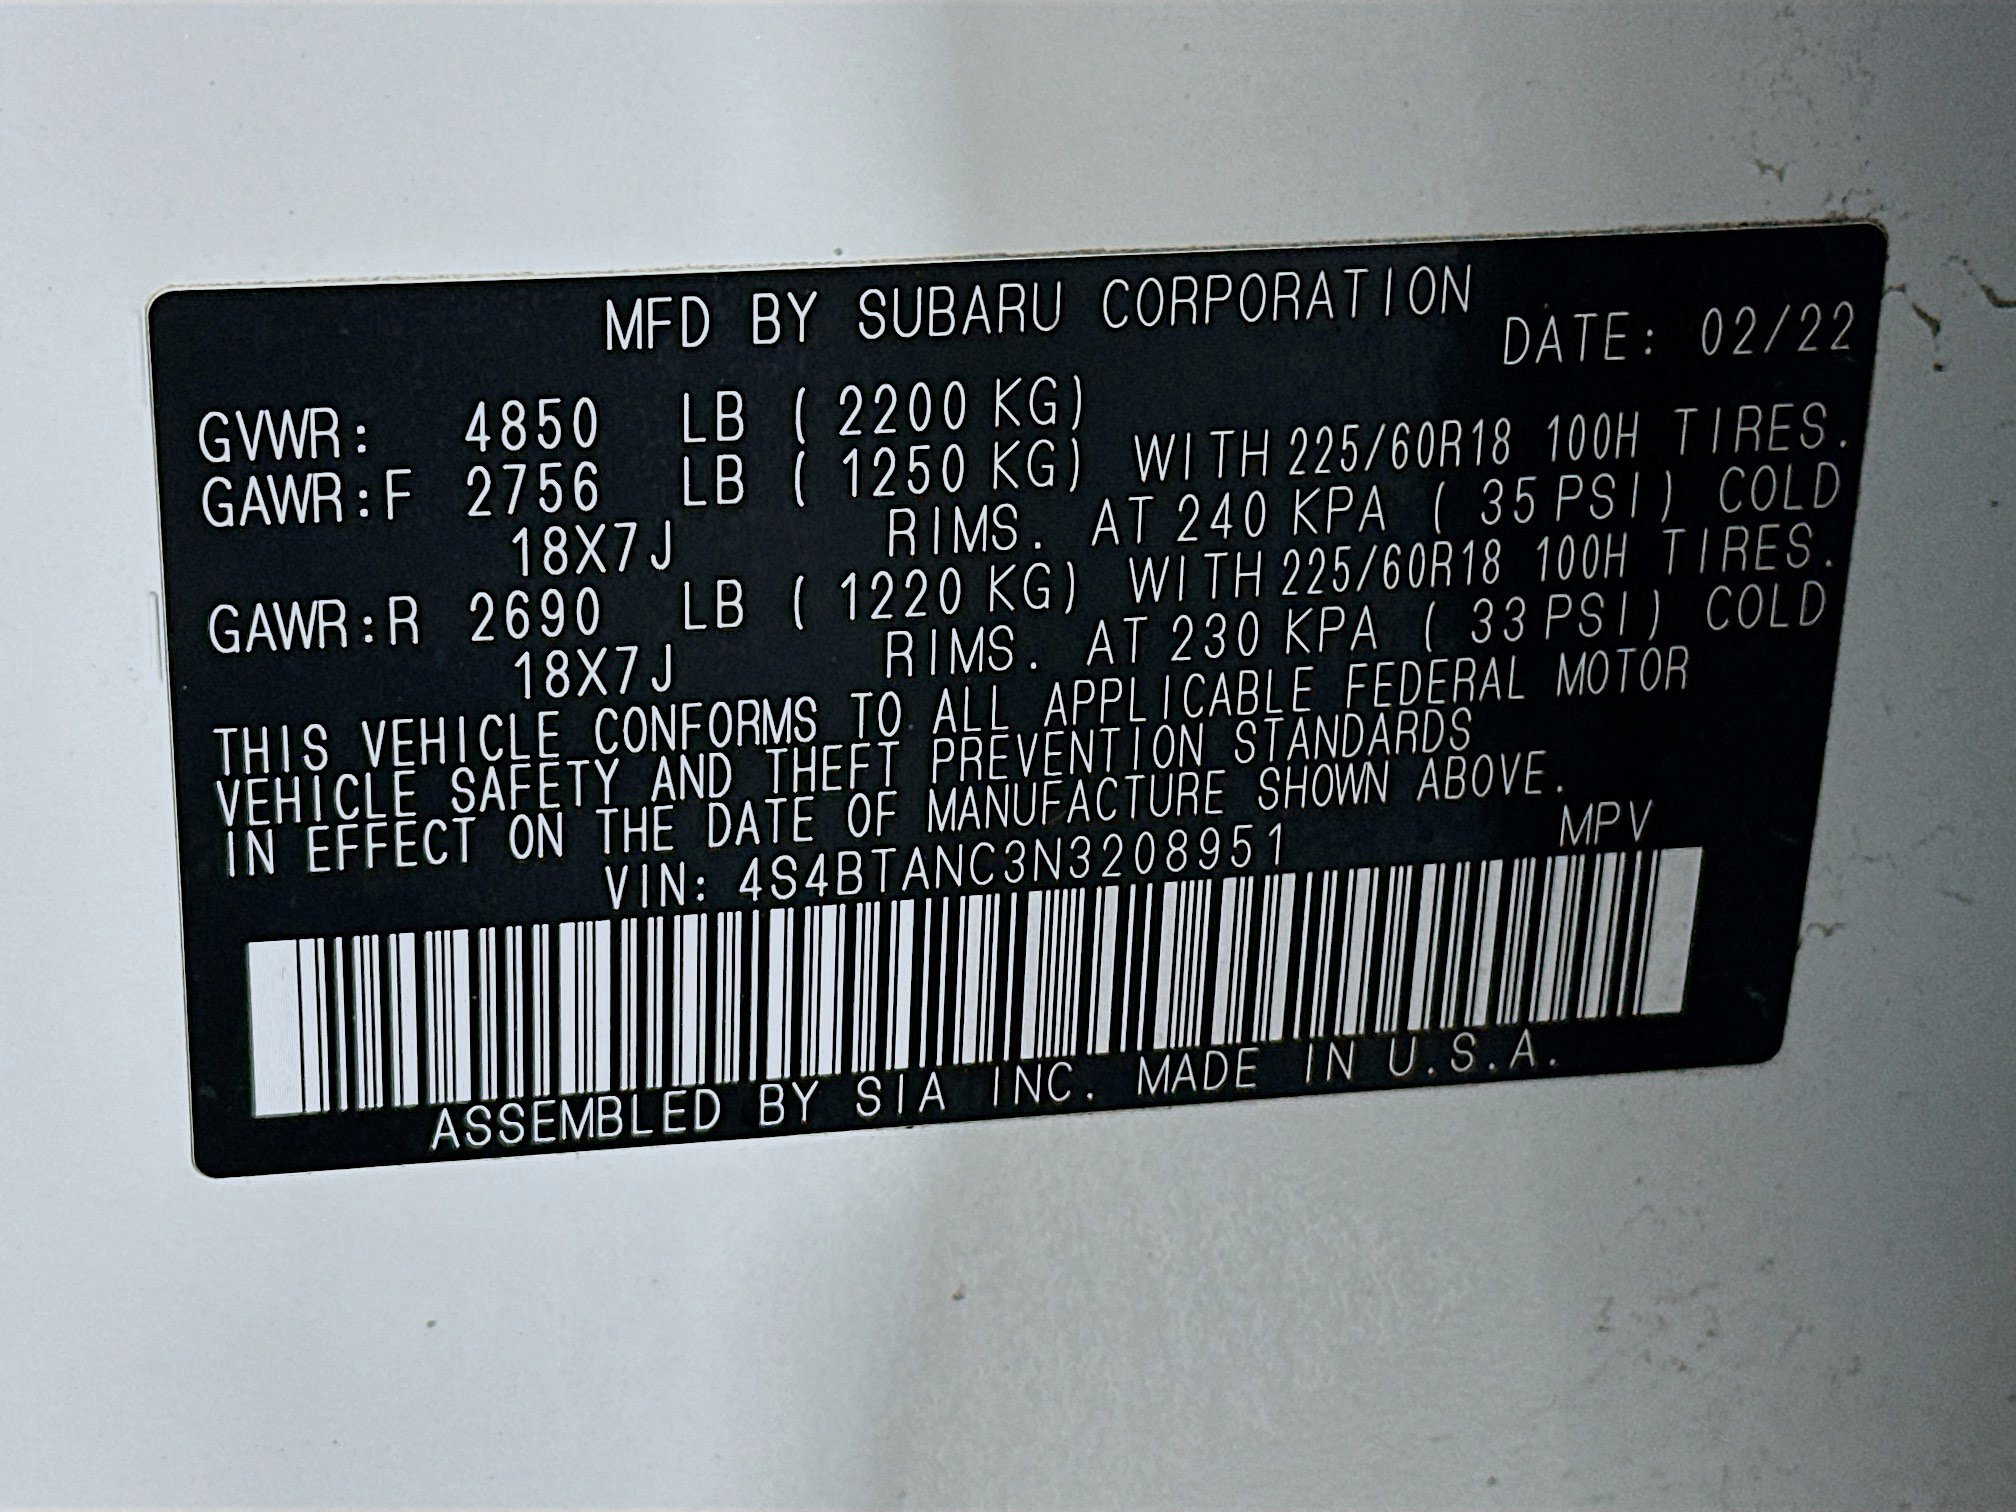 MFD BY SUBARU CORPORATION
DATE: 02/22
GVWR: 4850 LB ( 2200 KG)
GAWR:F 2756 LB ( 1250 KG) WITH 225/60R18 100H TIRES.
18X7J RIMS. AT 240 KPA ( 35 PSI) COLD
GAWR:R 2690 LB ( 1220 KG) WITH 225/60R18 100H TIRES.
18X7J RIMS. AT 230 KPA ( 33 PSI) COLD
THIS VEHICLE CONFORMS TO ALL APPLICABLE FEDERAL MOTOR
VEHICLE SAFETY AND THEFT PREVENTION STANDARDS
IN EFFECT ON THE DATE OF MANUFACTURE SHOWN ABOVE.
VIN: 4S4BTANC3N3208951 MPV
ASSEMBLED BY SIA INC. MADE IN U.S.A.